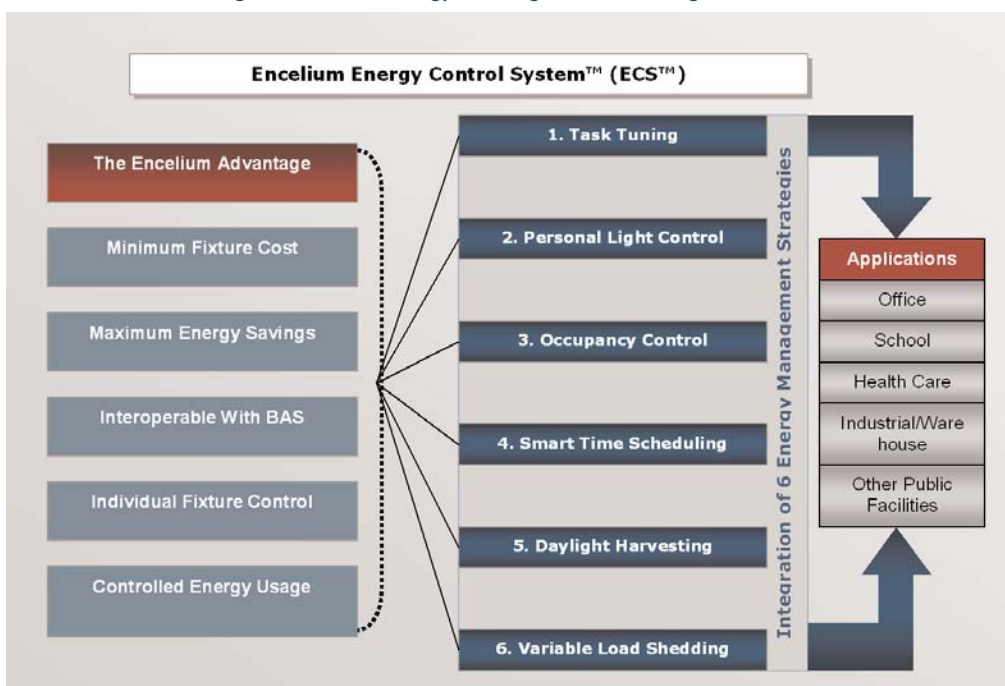 Encelium Energy Control System™ (ECS™)
The Encelium Advantage
Minimum Fixture Cost
Maximum Energy Savings
Interoperable With BAS
Individual Fixture Control
Controlled Energy Usage
1. Task Tuning
2. Personal Light Control
3. Occupancy Control
4. Smart Time Scheduling
5. Daylight Harvesting
6. Variable Load Shedding
Integration of 6 Energy Management Strategies
Applications
Office
School
Health Care
Industrial/Ware
house
Other Public
Facilities